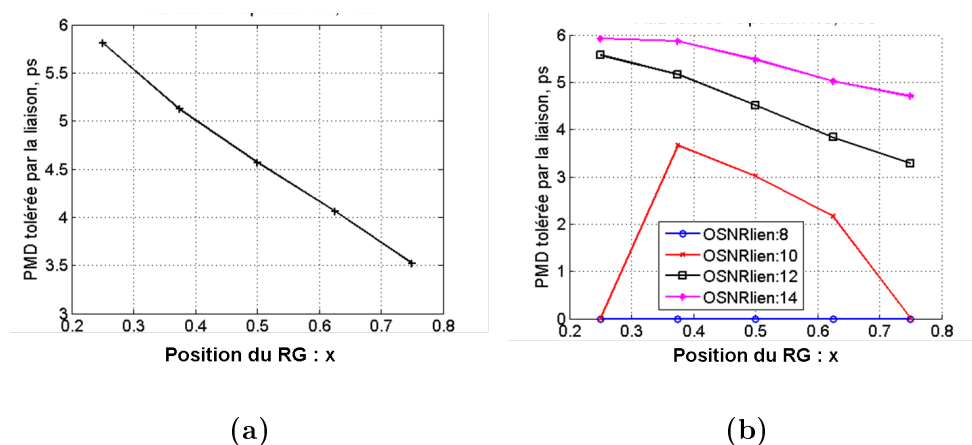 PMD tolérée par la liaison, ps
6
5.5
5
4.5
4
3.5
3
0.2 0.3 0.4 0.5 0.6 0.7 0.8
Position du RG : x
(a)
PMD tolérée par la liaison, ps
6
5
4
3
2
1
0
OSNRlien:8
OSNRlien:10
OSNRlien:12
OSNRlien:14
0.2 0.3 0.4 0.5 0.6 0.7 0.8
Position du RG : x
(b)